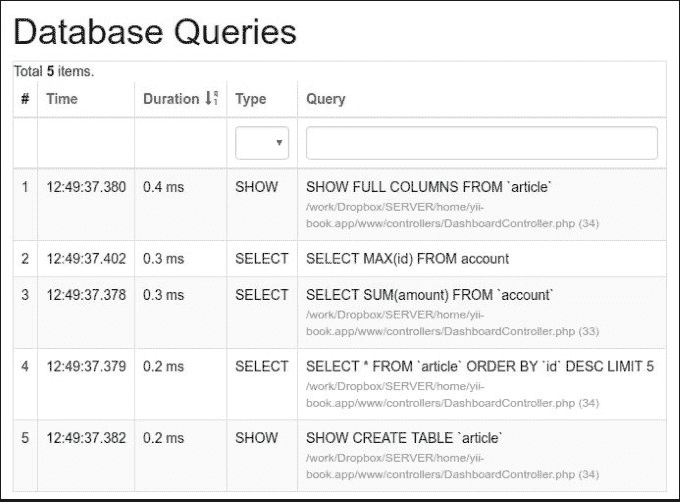 Database Queries
Total 5 items.
# Time Duration Type Query
1 12:49:37.380 0.4 ms SHOW SHOW FULL COLUMNS FROM `article`
/work/Dropbox/SERVER/home/yii-
book.app/www/controllers/DashboardController.php (34)
2 12:49:37.402 0.3 ms SELECT SELECT MAX(id) FROM account
3 12:49:37.378 0.3 ms SELECT SELECT SUM(amount) FROM `account`
/work/Dropbox/SERVER/home/yii-
book.app/www/controllers/DashboardController.php (33)
4 12:49:37.379 0.2 ms SELECT SELECT * FROM `article` ORDER BY `id` DESC LIMIT 5
/work/Dropbox/SERVER/home/yii-
book.app/www/controllers/DashboardController.php (34)
5 12:49:37.382 0.2 ms SHOW SHOW CREATE TABLE `article`
/work/Dropbox/SERVER/home/yii-
book.app/www/controllers/DashboardController.php (34)